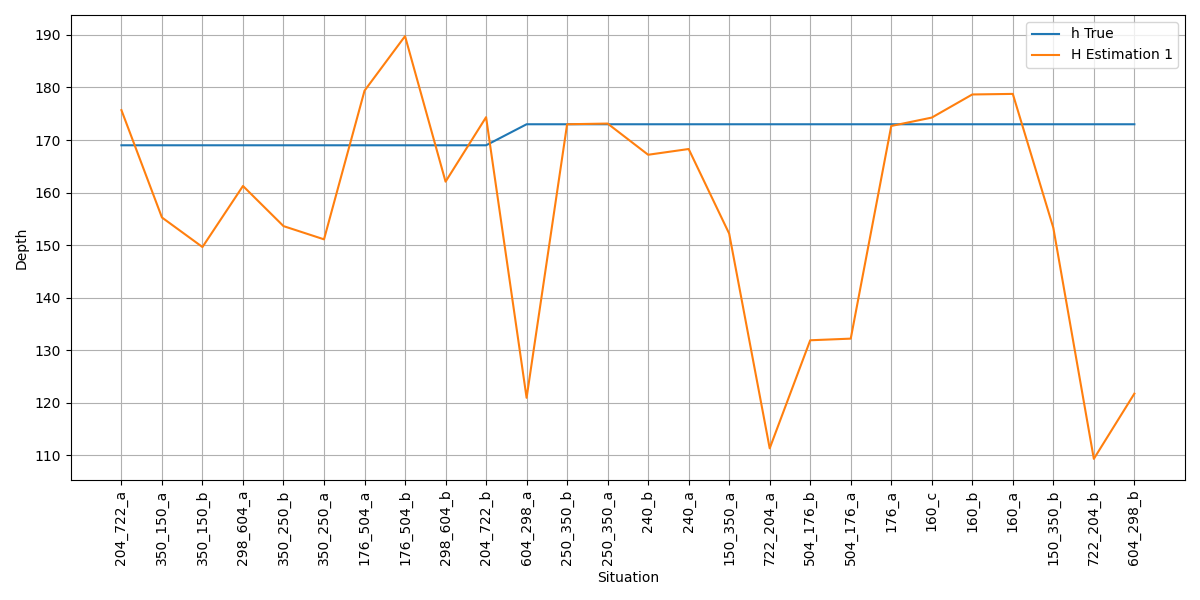 h True
H Estimation 1
190
180
170
160
150
140
130
120
110
Depth
204_722_a
350_150_a
350_150_b
298_604_a
350_250_b
350_250_a
176_504_a
176_504_b
298_604_b
204_722_b
604_298_a
250_350_b
250_350_a
240_b
240_a
150_350_a
722_204_a
504_176_b
504_176_a
176_a
160_c
160_b
160_a
150_350_b
722_204_b
604_298_b
Situation